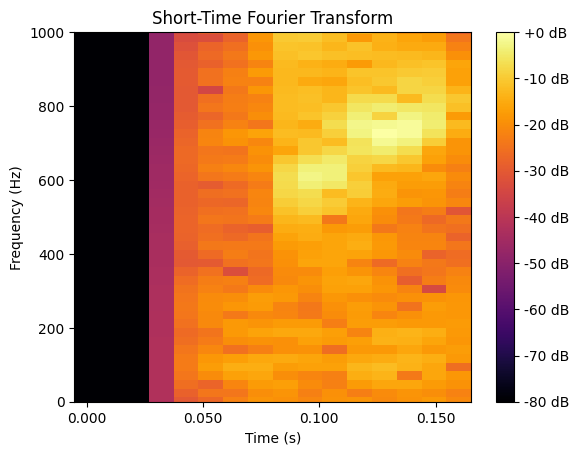 Short-Time Fourier Transform
1000
800
600
400
200
0
Frequency (Hz)
0.000
0.050
0.100
0.150
Time (s)
+0 dB
-10 dB
-20 dB
-30 dB
-40 dB
-50 dB
-60 dB
-70 dB
-80 dB